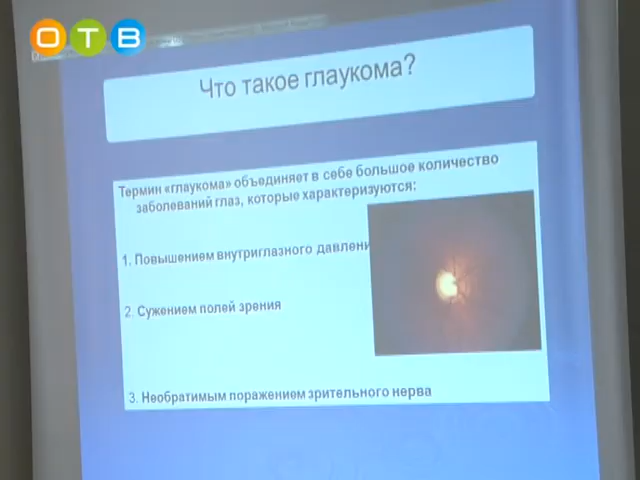 ОТВ
Что такое глаукома?
Термин «глаукома» объединяет в себе большое количество
заболеваний глаз, которые характеризуются:
1. Повышением внутриглазного давлени
2. Сужением полей зрения
3. Необратимым поражением зрительного нерва